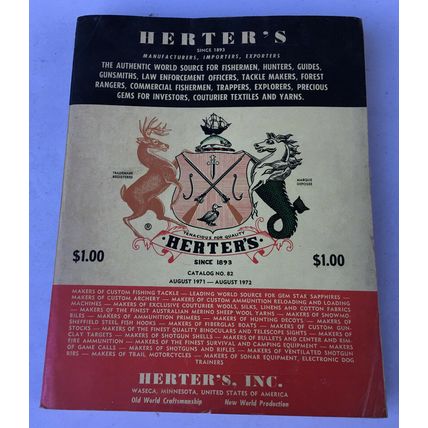 HERTER'S
SINCE 1893
MANUFACTURERS, IMPORTERS, EXPORTERS
THE AUTHENTIC WORLD SOURCE FOR FISHERMEN, HUNTERS, GUIDES,
GUNSMITHS, LAW ENFORCEMENT OFFICERS, TACKLE MAKERS, FOREST
RANGERS, COMMERCIAL FISHERMEN, TRAPPERS, EXPLORERS, PRECIOUS
GEMS FOR INVESTORS, COUTURIER TEXTILES AND YARNS.
TRADEMARK
REGISTERED
MARQUE
DEPOSEE
®
TENACIOUS FOR QUALITY
HERTER'S
SINCE 1893
$1.00
$1.00
CATALOG NO. 82
AUGUST 1971 — AUGUST 1972
MAKERS OF CUSTOM FISHING TACKLE — LEADING WORLD SOURCE FOR GEM STAR SAPPHIRES —
MAKERS OF CUSTOM ARCHERY — MAKERS OF CUSTOM AMMUNITION RELOADING AND LOADING
MACHINES — MAKERS OF EXCLUSIVE COUTURIER WOOLS, SILKS, LINENS AND COTTON FABRICS
— MAKERS OF THE FINEST AUSTRALIAN MERINO SHEEP WOOL YARNS — MAKERS OF SNOWMO-
BILES — MAKERS OF AMMUNITION PRIMERS — MAKERS OF HUNTING DECOYS — MAKERS OF
SHEFFIELD STEEL FISH HOOKS — MAKERS OF FIBERGLAS BOATS — MAKERS OF CUSTOM GUN-
STOCKS — MAKERS OF THE FINEST QUALITY BINOCULARS AND TELESCOPE SIGHTS — MAKERS OF
CLAY TARGETS — MAKERS OF SHOTGUN SHELLS — MAKERS OF BULLETS AND CENTER AND RIM-
FIRE AMMUNITION — MAKERS OF THE FINEST SURVIVAL AND CAMPING EQUIPMENT — MAKERS
OF GAME CALLS — MAKERS OF SHOTGUNS AND RIFLES — MAKERS OF VENTILATED SHOTGUN
RIBS — MAKERS OF TRAIL MOTORCYCLES — MAKERS OF SONAR EQUIPMENT, ELECTRONIC DOG
TRAINERS
HERTER'S, INC.
WASECA, MINNESOTA, UNITED STATES OF AMERICA
Old World Craftsmanship New World Production